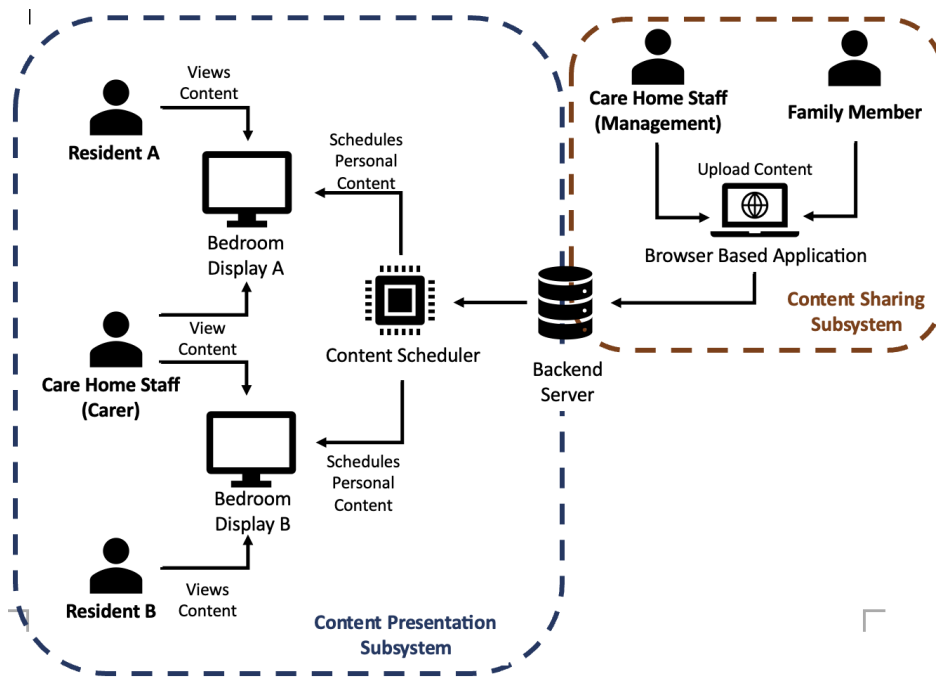 Views
Content
Resident A
Schedules
Personal
Content
Bedroom
Display A
View
Content
Content Scheduler
Care Home Staff
(Carer)
Schedules
Personal
Content
Bedroom
Display B
Resident B
Views
Content
Content Presentation
Subsystem
Care Home Staff
(Management)
Family Member
Upload Content
Browser Based Application
Content Sharing
Subsystem
Backend
Server